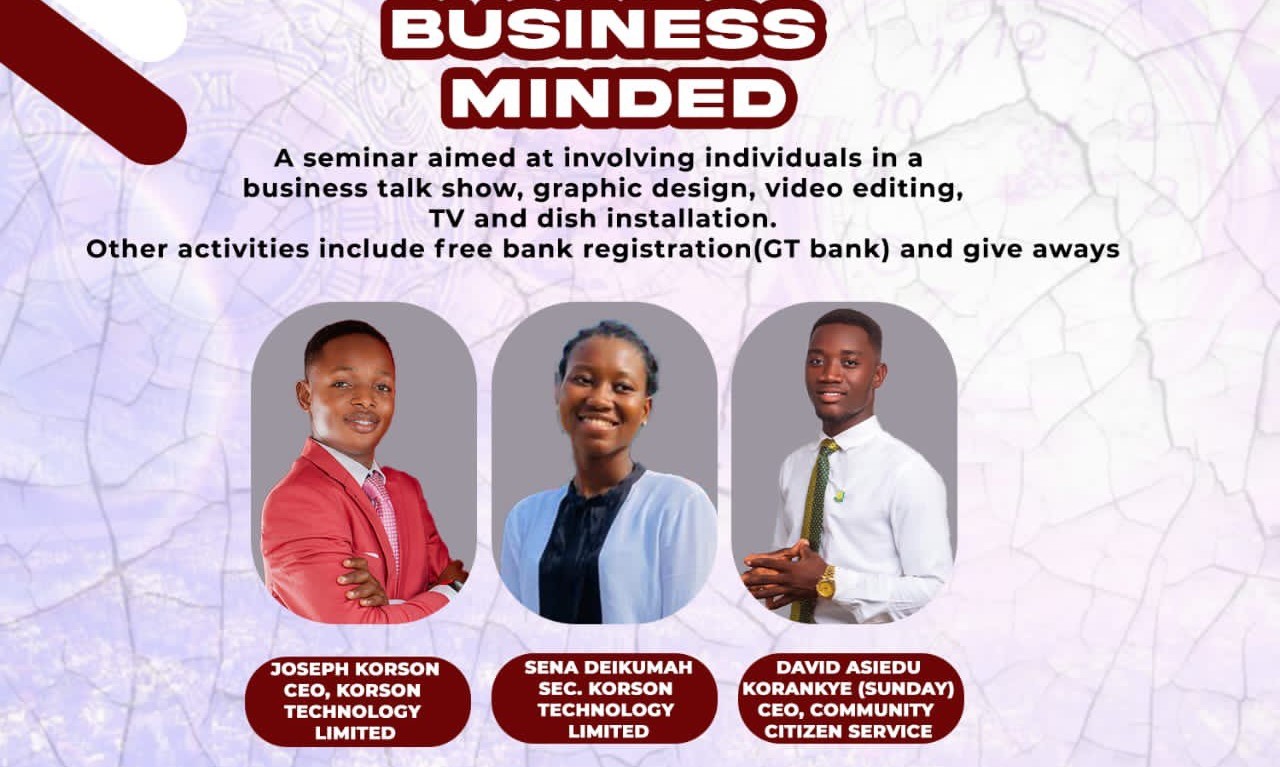 BUSINESS
MINDED
A seminar aimed at involving individuals in a
business talk show, graphic design, video editing,
TV and dish installation.
Other activities include free bank registration(GT bank) and give aways
JOSEPH KORSON
CEO, KORSON
TECHNOLOGY
LIMITED
SENA DEIKUMAH
SEC. KORSON
TECHNOLOGY
LIMITED
DAVID ASIEDU
KORANKYE (SUNDAY)
CEO, COMMUNITY
CITIZEN SERVICE